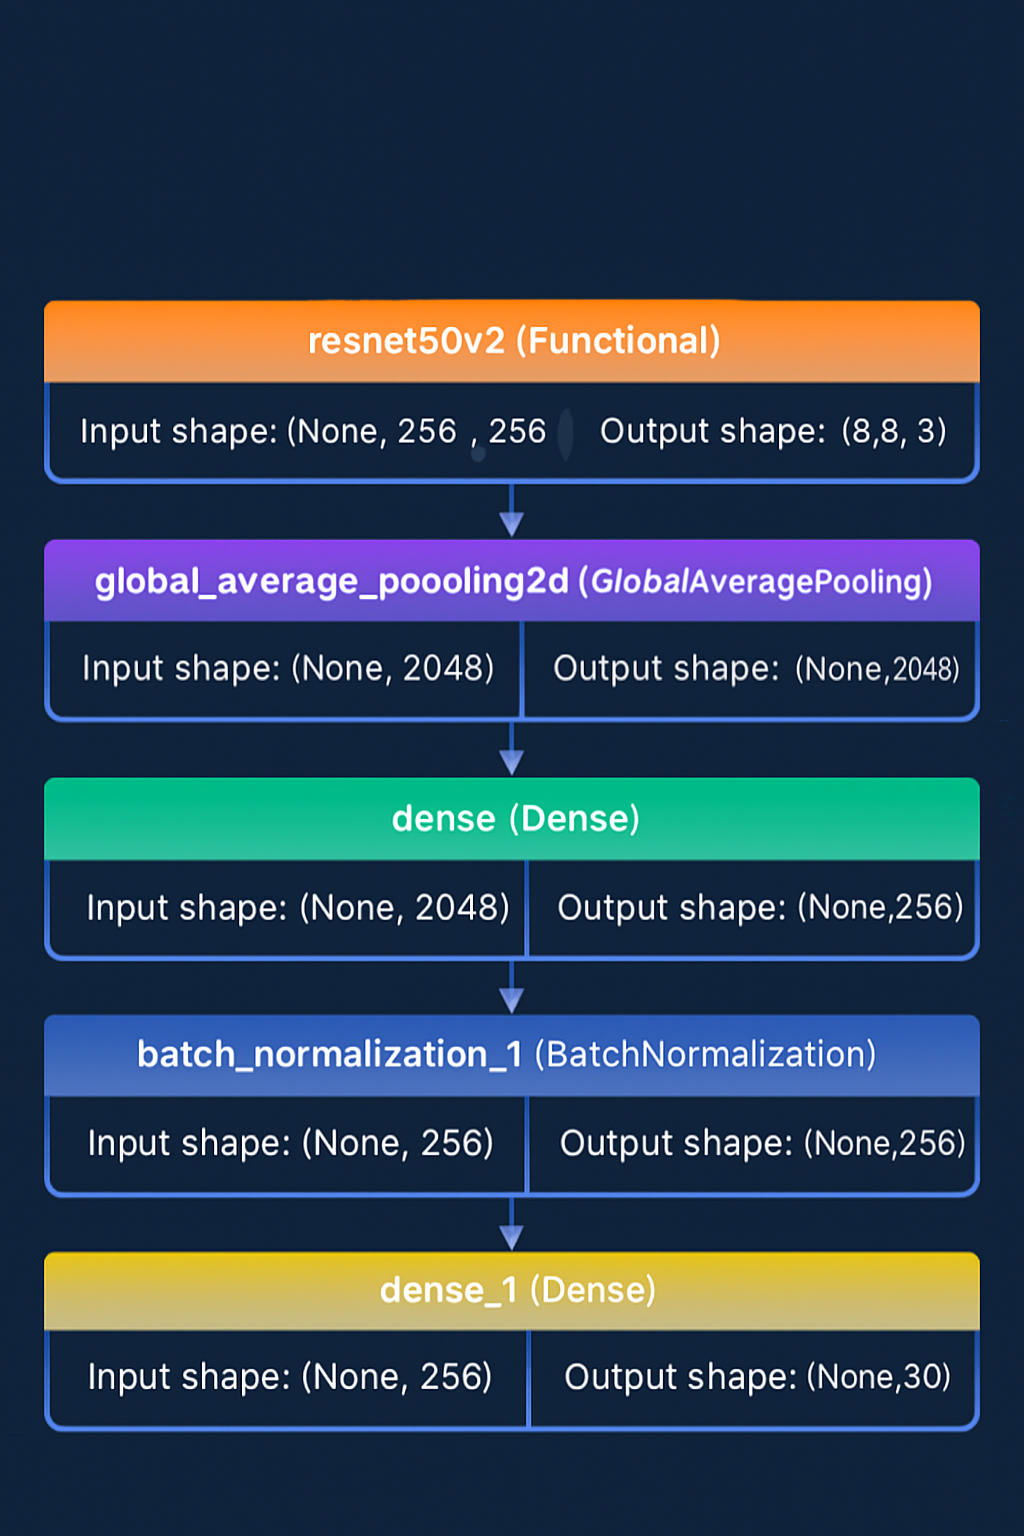 resnet50v2 (Functional)
Input shape: (None, 256 , 256 Output shape: (8,8, 3)
global_average_poooling2d (GlobalAveragePooling)
Input shape: (None, 2048) Output shape: (None,2048)
dense (Dense)
Input shape: (None, 2048) Output shape: (None,256)
batch_normalization_1 (BatchNormalization)
Input shape: (None, 256) Output shape: (None,256)
dense_1 (Dense)
Input shape: (None, 256) Output shape: (None,30)